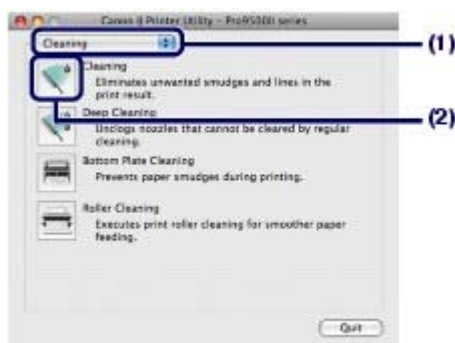 Canon IJ Printer Utility - Pro9500II series
Cleaning
(1)
Cleaning
Eliminates unwanted smudges and lines in the
print result.
(2)
Deep Cleaning
Unclogs nozzles that cannot be cleared by regular
cleaning.
Bottom Plate Cleaning
Prevents paper smudges during printing.
Roller Cleaning
Executes print roller cleaning for smoother paper
feeding.
Quit